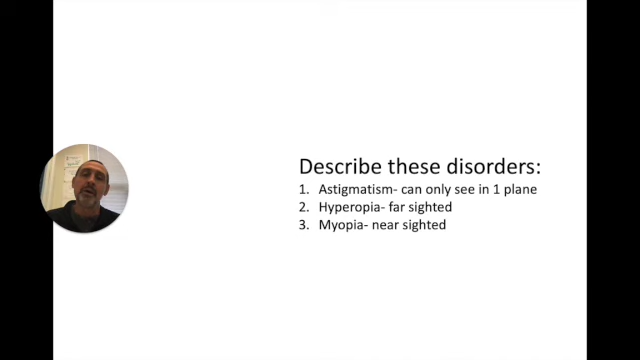 Describe these disorders:
1. Astigmatism- can only see in 1 plane
2. Hyperopia- far sighted
3. Myopia- near sighted